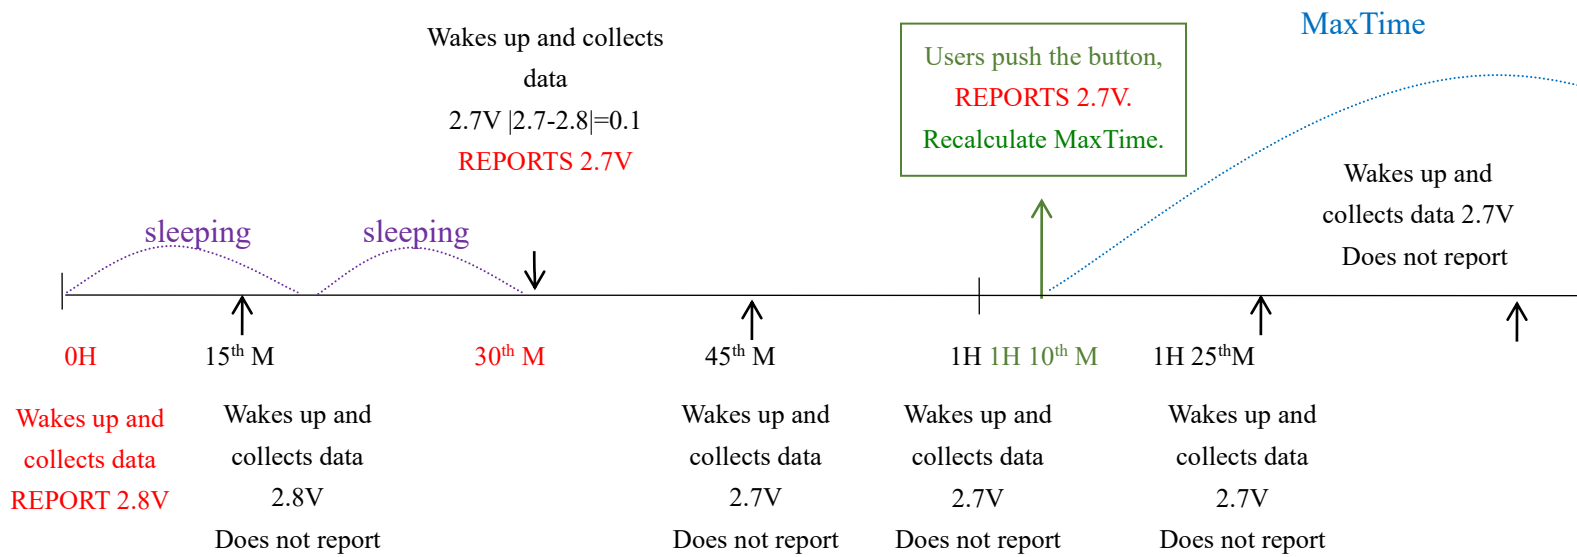 MaxTime
Wakes up and collects
data
2.7V |2.7-2.8|=0.1
REPORTS 2.7V
Users push the button,
REPORTS 2.7V.
Recalculate MaxTime.
Wakes up and
collects data 2.7V
Does not report
sleeping
sleeping
0H
15th M
30th M
45th M
1H
1H 10th M
1H 25thM
Wakes up and
collects data
REPORT 2.8V
Wakes up and
collects data
2.8V
Does not report
Wakes up and
collects data
2.7V
Does not report
Wakes up and
collects data
2.7V
Does not report
Wakes up and
collects data
2.7V
Does not report